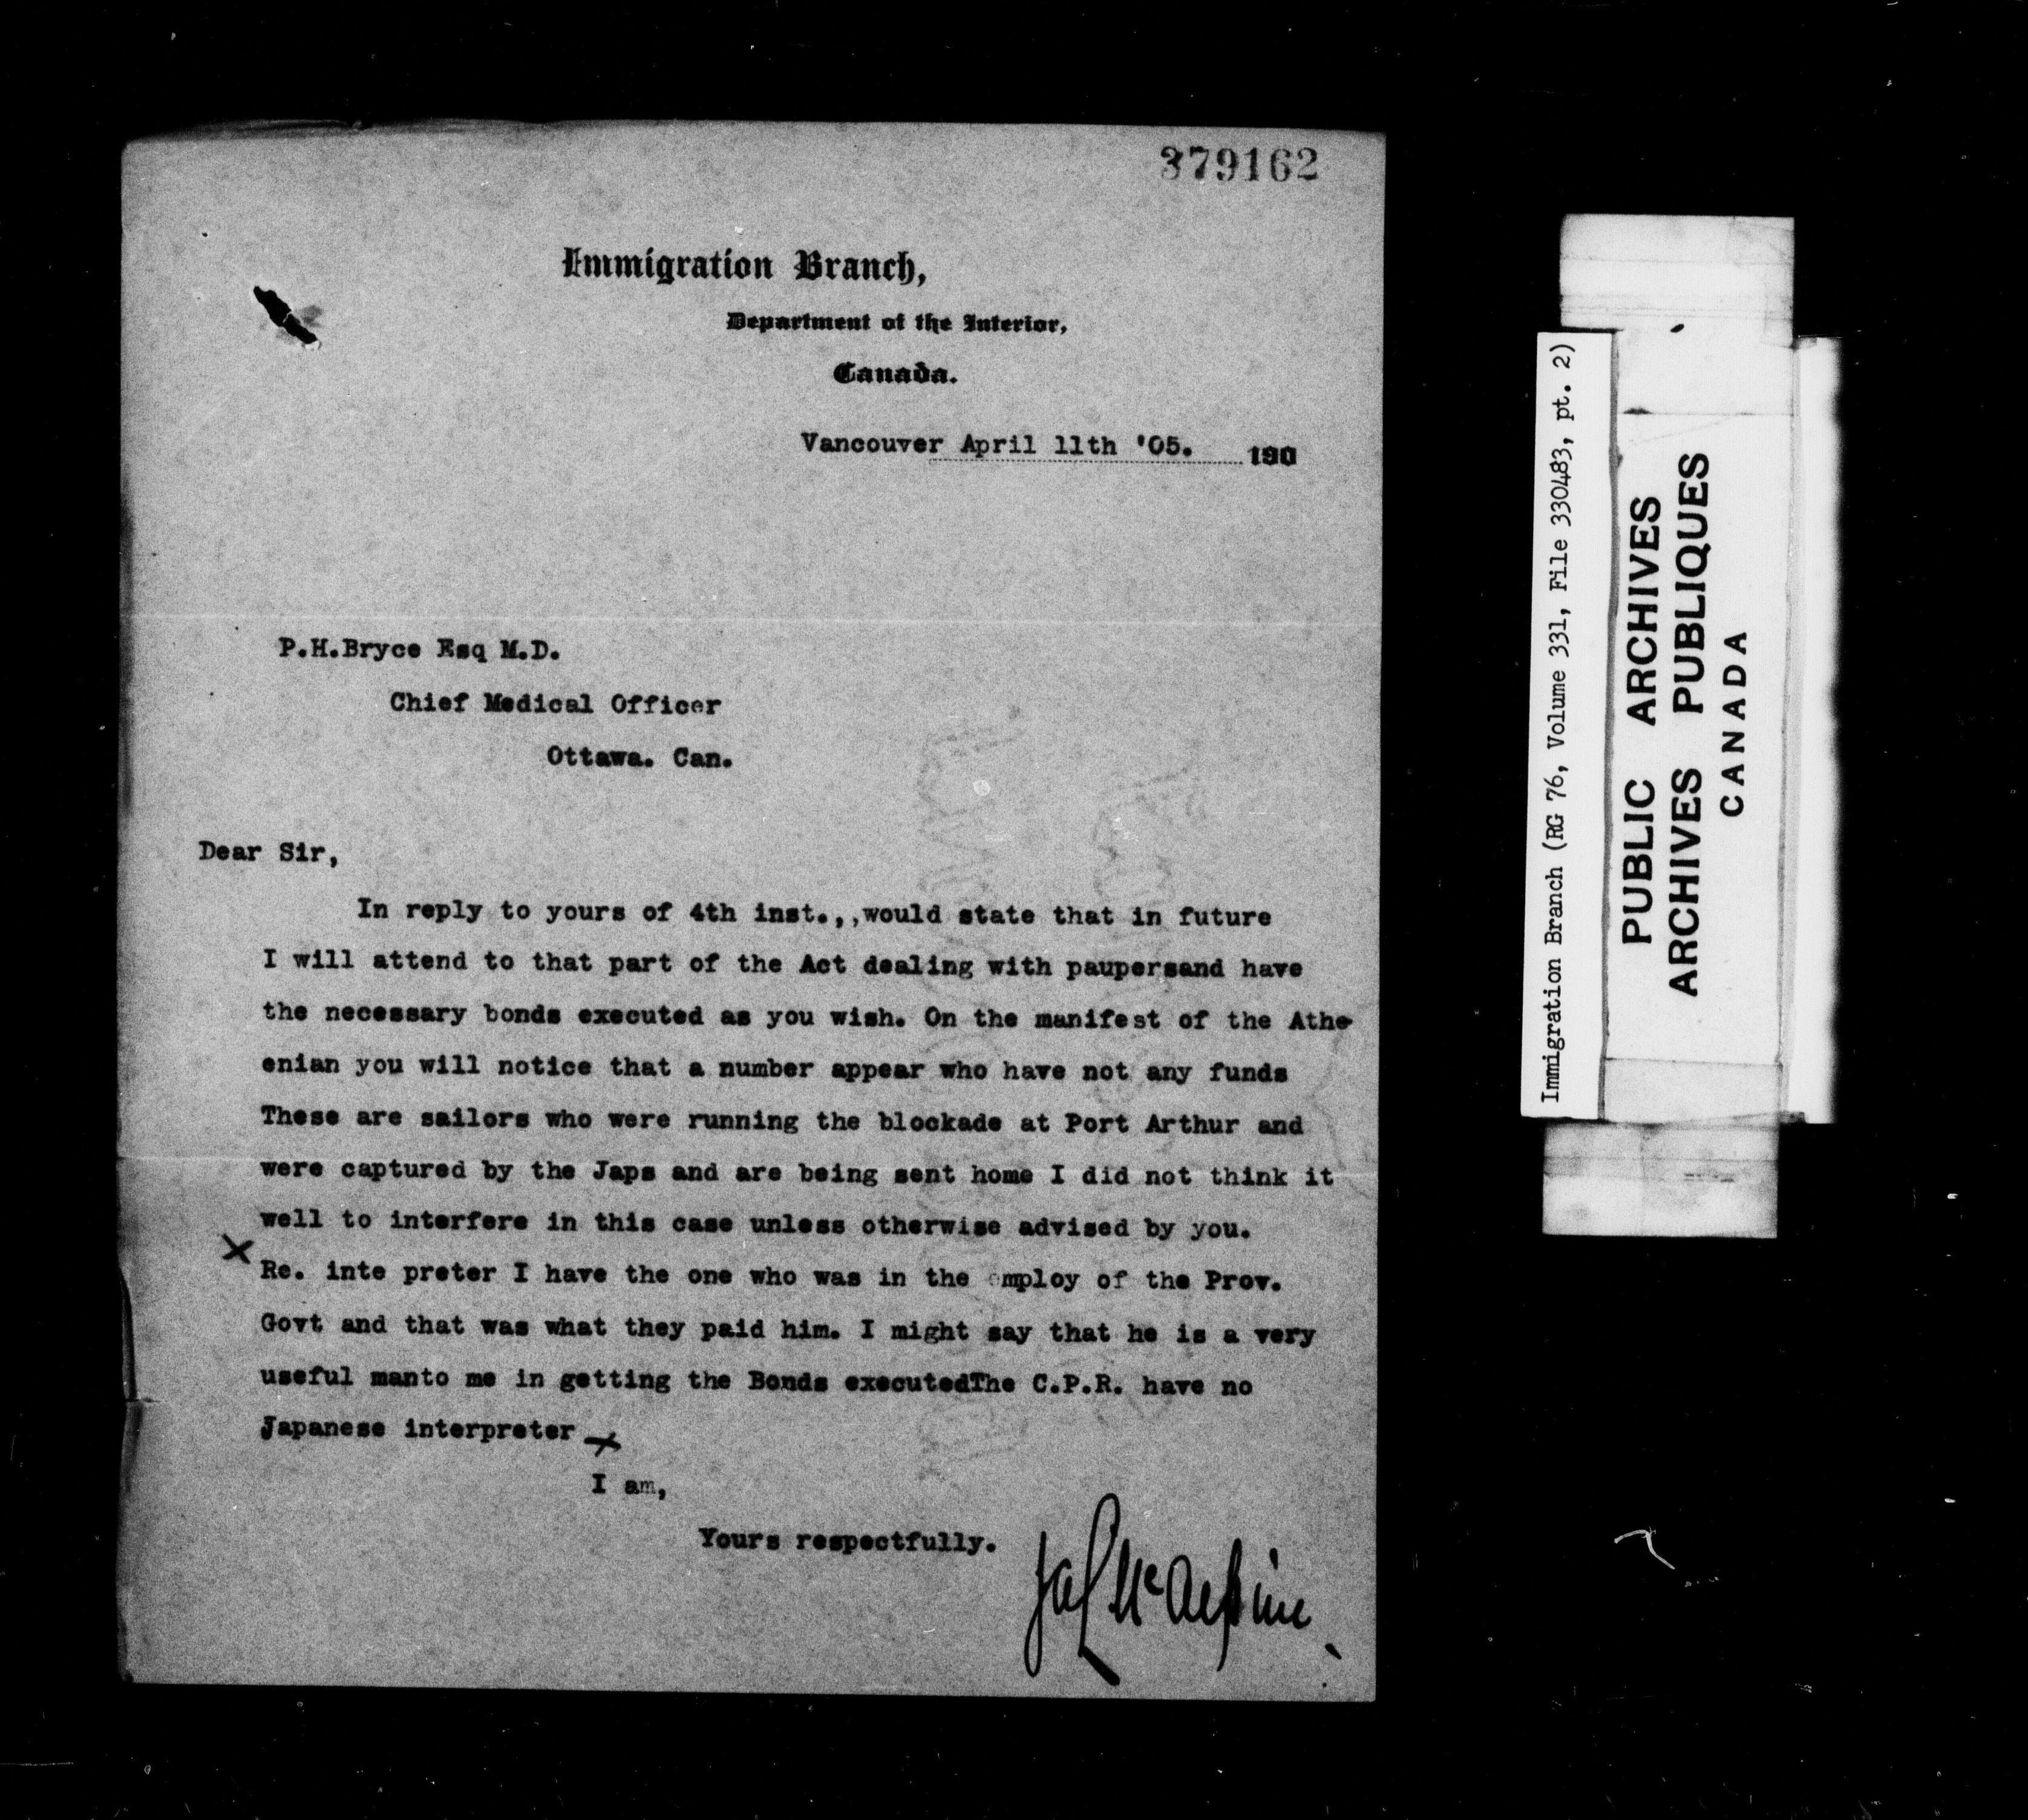 379162
Immigration Branch,
Department of the Interior,
Canada.
Vancouver April 11th '05. 190
P.H.Bryce Esq M.D.
Chief Medical Officer
Ottawa. Can.
Dear Sir,
In reply to yours of 4th inst.,,would state that in future
I will attend to that part of the Act dealing with paupersand have
the necessary bonds executed as you wish. On the manifest of the Athe
enian you will notice that a number appear who have not any funds
These are sailors who were running the blockade at Port Arthur and
were captured by the Japs and are being sent home I did not think it
well to interfere in this case unless otherwise advised by you.
X
Re. inte preter I have the one who was in the employ of the Prov.
Govt and that was what they paid him. I might say that he is a very
useful manto me in getting the Bonds executedThe C.P.R. have no
Japanese interpreter X
I am,
Yours respectfully.
McAlpine
Immigration Branch (RG 76, Volume 331, File 330483, pt. 2)
PUBLIC ARCHIVES
ARCHIVES PUBLIQUES
CANADA